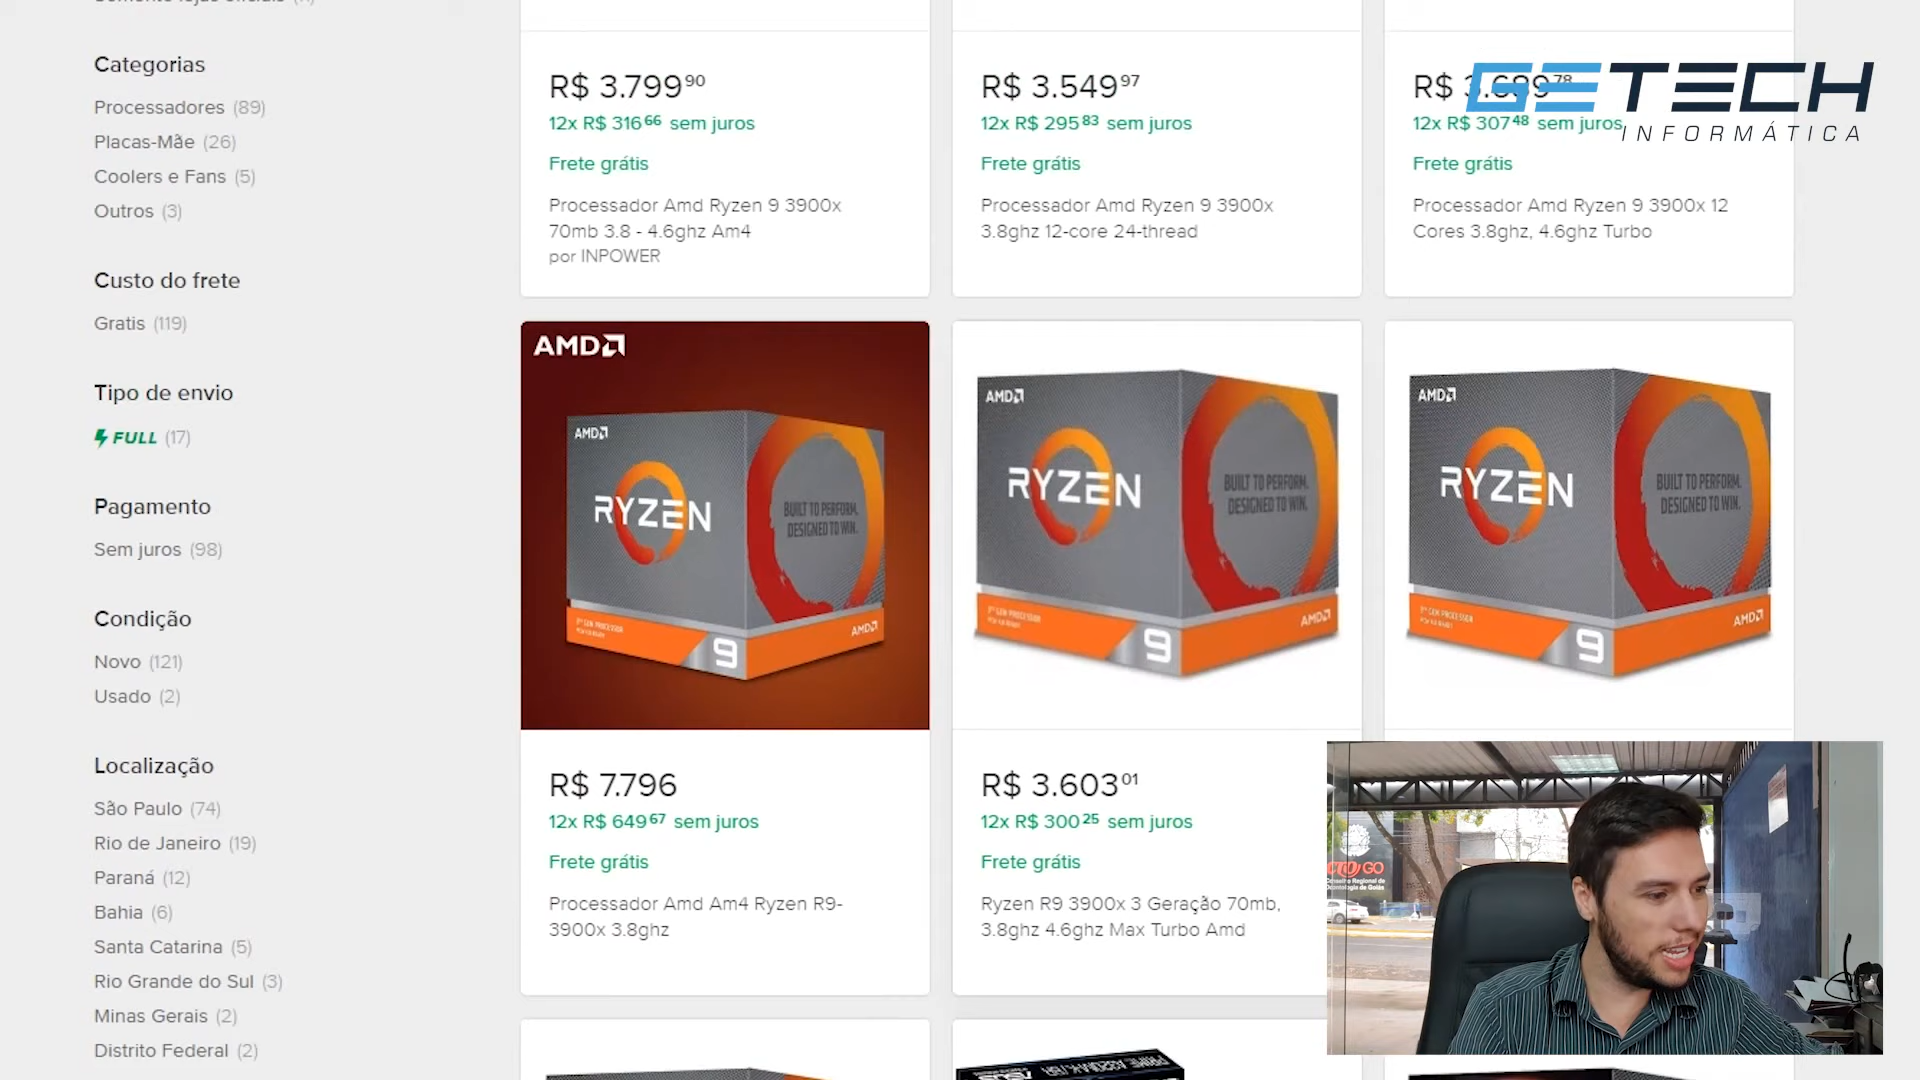 Categorias
Processadores (89)
Placas-Mãe (26)
Coolers e Fans (5)
Outros (3)
Custo do frete
Gratis (119)
Tipo de envio
FULL (17)
Pagamento
Sem juros (98)
Condição
Novo (121)
Usado (2)
Localização
São Paulo (74)
Rio de Janeiro (19)
Paraná (12)
Bahia (6)
Santa Catarina (5)
Rio Grande do Sul (3)
Minas Gerais (2)
Distrito Federal (2)
R$ 3.799 90
12x R$ 316 66 sem juros
Frete grátis
Processador Amd Ryzen 9 3900x
70mb 3.8 - 4.6ghz Am4
por INPOWER
R$ 3.549 97
12x R$ 295 83 sem juros
Frete grátis
Processador Amd Ryzen 9 3900x
3.8ghz 12-core 24-thread
R$ 3.689 78
12x R$ 307 48 sem juros
Frete grátis
Processador Amd Ryzen 9 3900x 12
Cores 3.8ghz, 4.6ghz Turbo
GETECH
INFORMÁTICA
AMD
AMD
RYZEN
BUILT TO PERFORM.
DESIGNED TO WIN.
9
AMD
R$ 7.796
12x R$ 649 67 sem juros
Frete grátis
Processador Amd Am4 Ryzen R9-
3900x 3.8ghz
AMD
RYZEN
BUILT TO PERFORM.
DESIGNED TO WIN.
9
AMD
R$ 3.603 01
12x R$ 300 25 sem juros
Frete grátis
Ryzen R9 3900x 3 Geração 70mb,
3.8ghz 4.6ghz Max Turbo Amd
AMD
RYZEN
BUILT TO PERFORM.
DESIGNED TO WIN.
9
AMD